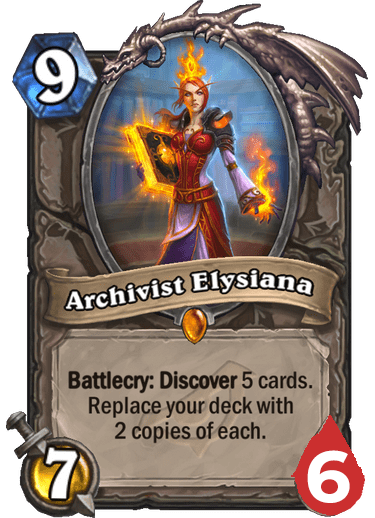 9
Archivist Elysiana
Battlecry: Discover 5 cards.
Replace your deck with
2 copies of each.
7
6